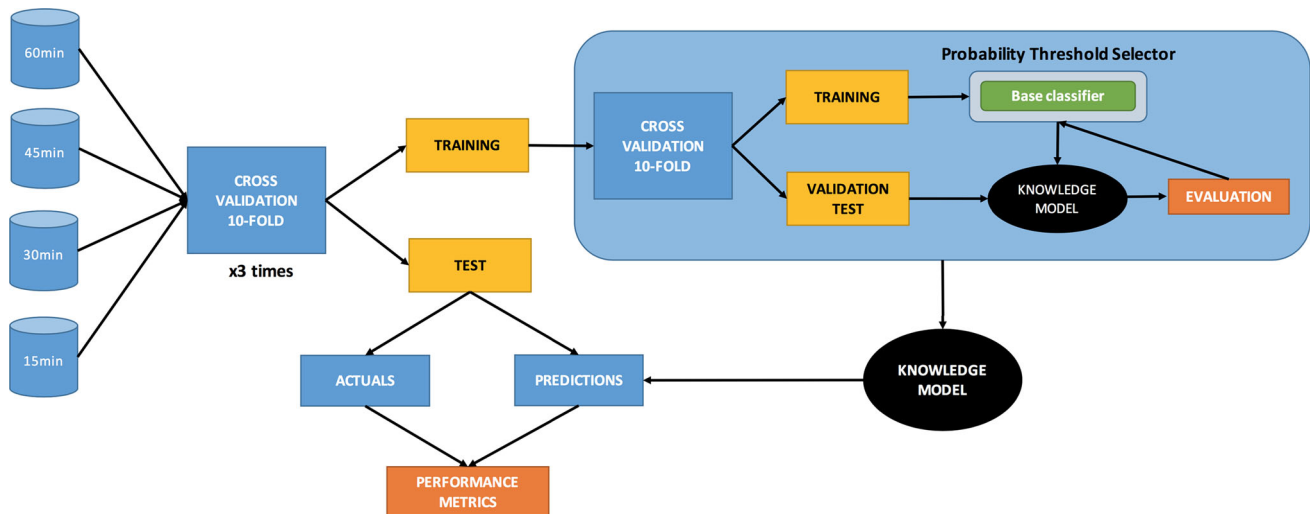 60min
45min
30min
15min
CROSS
VALIDATION
10-FOLD
x3 times
TRAINING
TEST
ACTUALS
PREDICTIONS
PERFORMANCE
METRICS
Probability Threshold Selector
CROSS
VALIDATION
10-FOLD
TRAINING
VALIDATION
TEST
Base classifier
KNOWLEDGE
MODEL
EVALUATION
KNOWLEDGE
MODEL